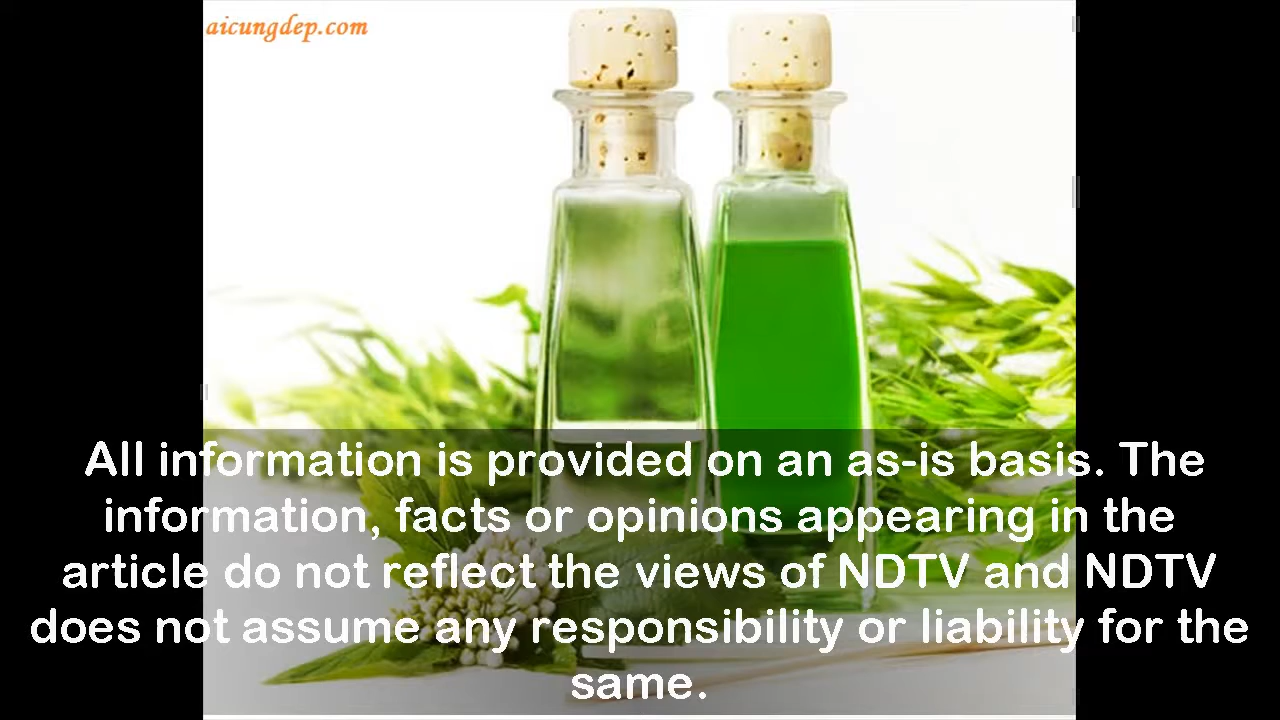 aicungdep.com
All information is provided on an as-is basis. The
information, facts or opinions appearing in the
article do not reflect the views of NDTV and NDTV
does not assume any responsibility or liability for the
same.